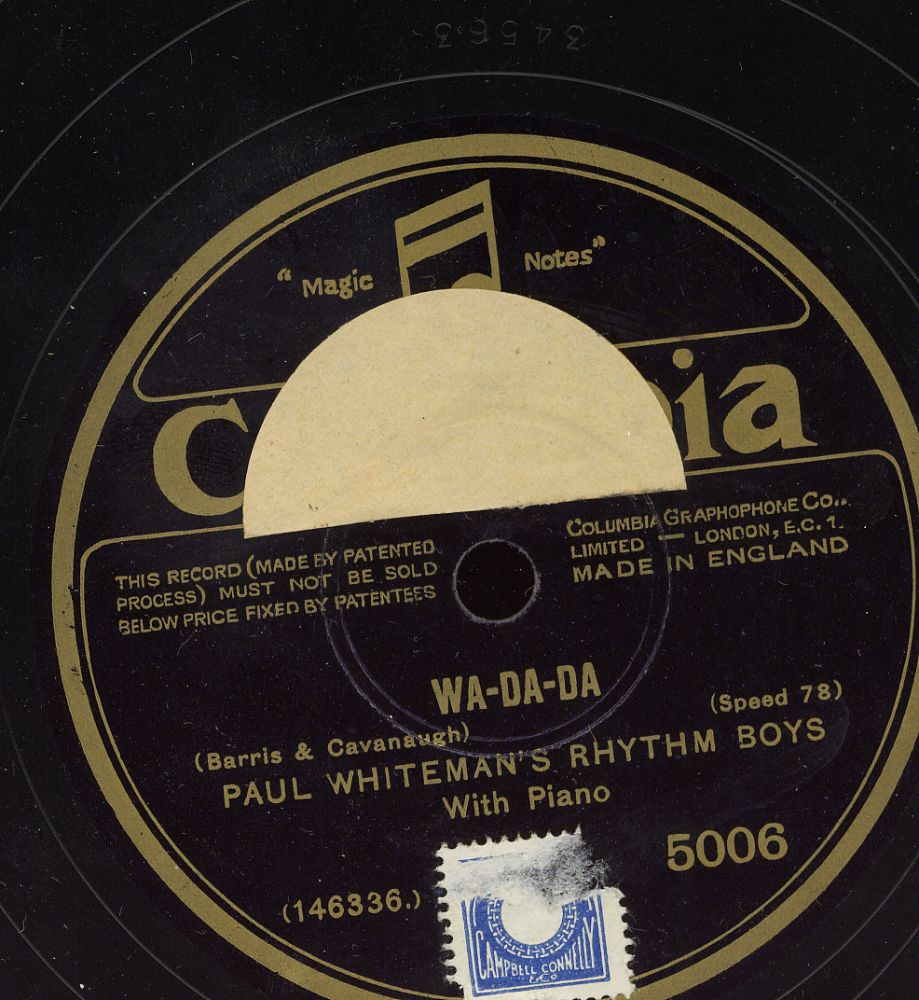 34563
"Magic Notes"
THIS RECORD (MADE BY PATENTED
PROCESS) MUST NOT BE SOLD
BELOW PRICE FIXED BY PATENTEES
COLUMBIA GRAPHOPHONE CO.,
LIMITED — LONDON, E.C.1.
MADE IN ENGLAND
WA-DA-DA
(Speed 78)
(Barris & Cavanaugh)
PAUL WHITEMAN'S RHYTHM BOYS
With Piano
5006
(146336.)
CAMPBELL CONNELLY
& Co